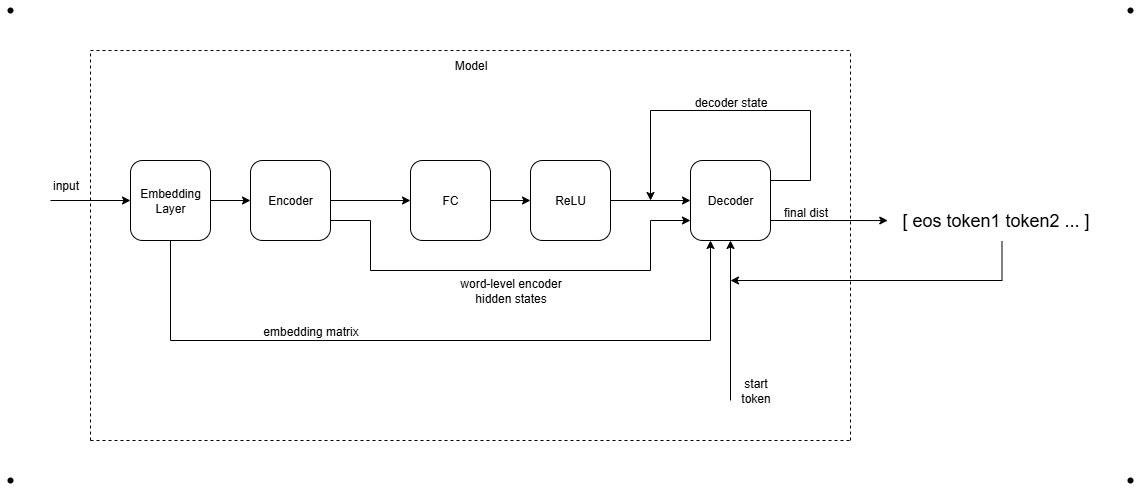 Model
decoder state
input
Embedding
Layer
Encoder
FC
ReLU
Decoder
final dist
[ eos token1 token2 ... ]
word-level encoder
hidden states
embedding matrix
start
token